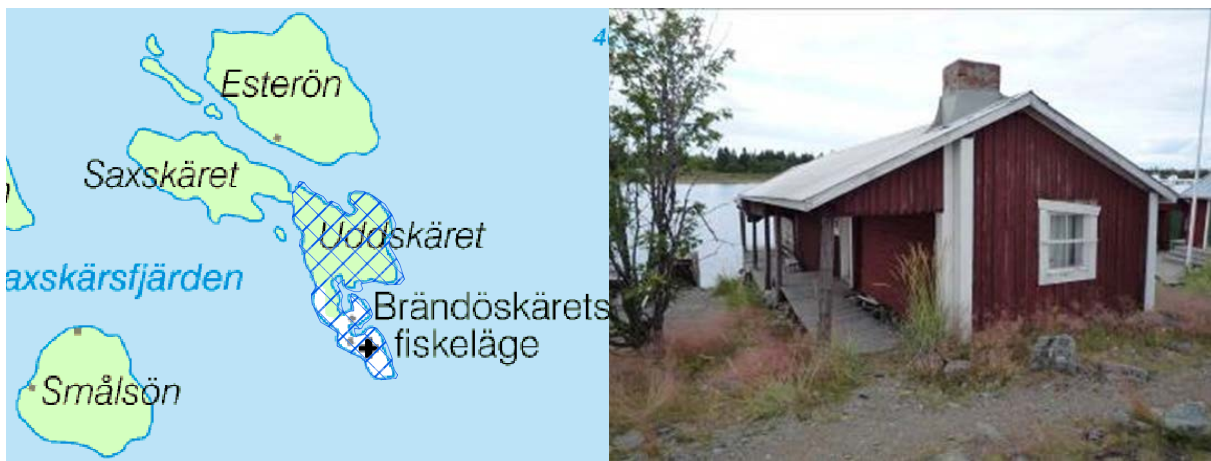 Esterön
Saxskäret
Uddskäret
axskärsfjärden
Brändöskärets
fiskeläge
Smålsön